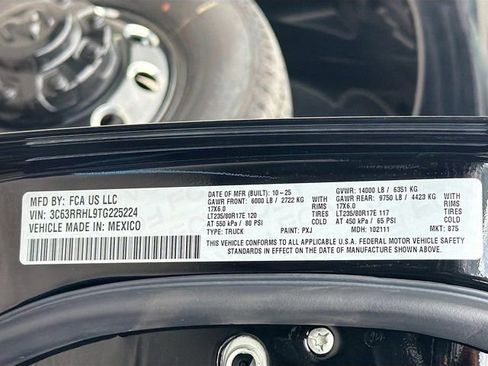 MFD BY: FCA US LLC
VIN: 3C63RRHL9TG225224
VEHICLE MADE IN: MEXICO
DATE OF MFR (BUILT): 10-25
GAWR FRONT: 6000 LB / 2722 KG
17X6.0 RIMS
LT235/80R17E 120 TIRES
AT 550 kPa / 80 PSI COLD
TYPE: TRUCK PAINT: PXJ
GVWR: 14000 LB / 6351 KG
GAWR REAR: 9750 LB / 4423 KG
17X6.0 RIMS
LT235/80R17E 117 TIRES
AT 450 kPa / 65 PSI COLD
MDH: 102111 MKT: 875
THIS VEHICLE CONFORMS TO ALL APPLICABLE U.S.A. FEDERAL MOTOR VEHICLE SAFETY
STANDARDS IN EFFECT ON THE DATE OF MANUFACTURE SHOWN ABOVE.